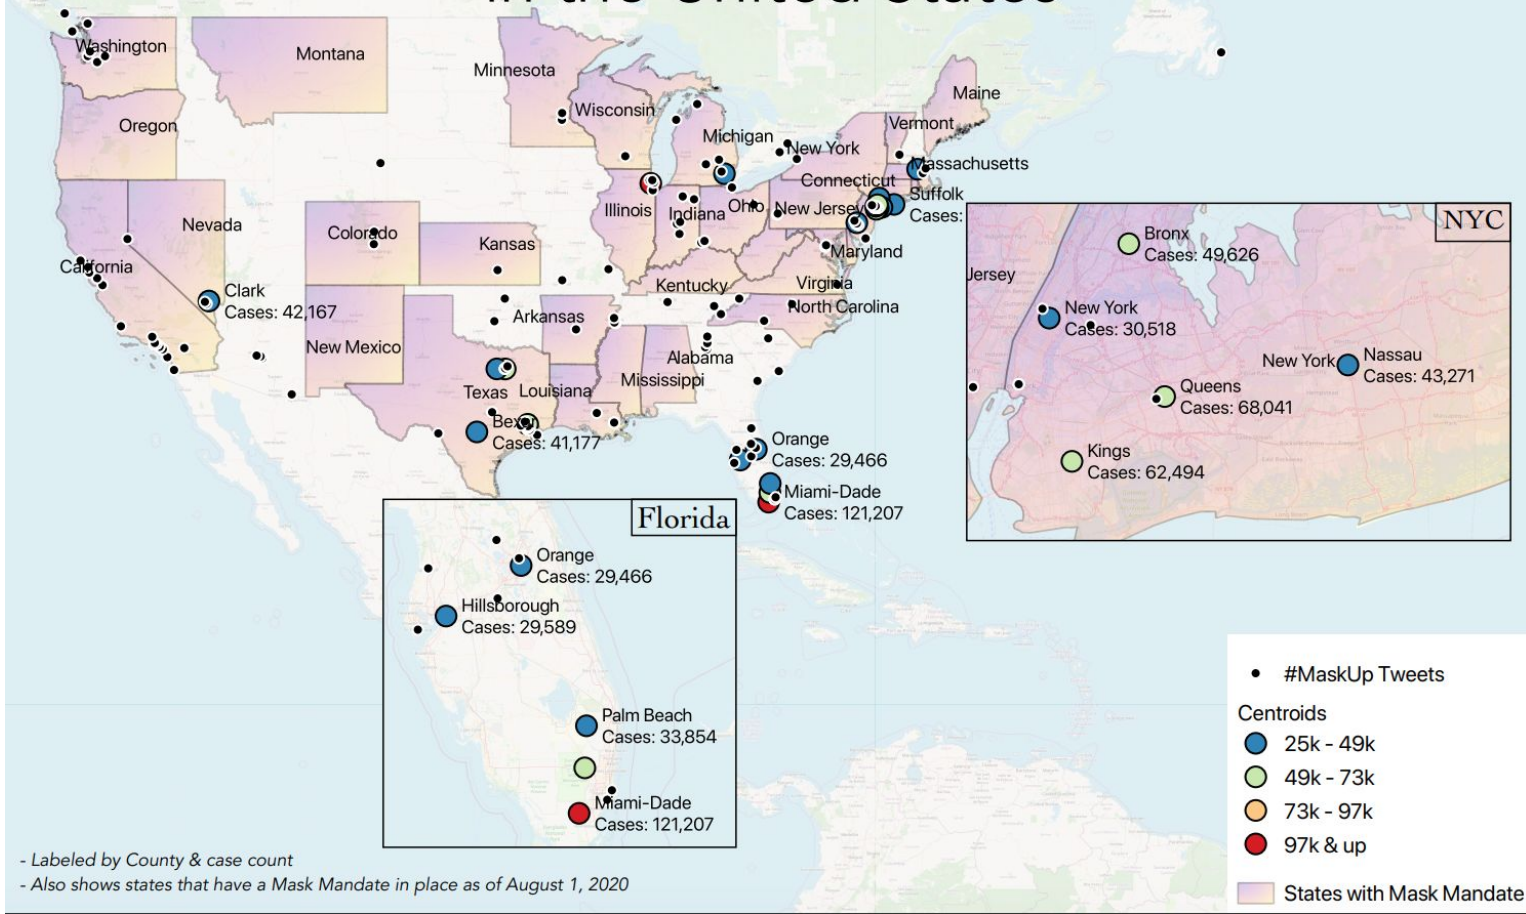 in the United States
Washington
Montana
Minnesota
Wisconsin
Maine
Oregon
Michigan
Vermont
New York
Massachusetts
Connecticut
Suffolk
Cases:
Nevada
Illinois
Indiana
Ohio
New Jersey
Colorado
Kansas
Maryland
California
Kentucky
Virginia
Clark
Cases: 42,167
Arkansas
North Carolina
New Mexico
Alabama
Mississippi
Texas
Louisiana
Bexar
Cases: 41,177
Orange
Cases: 29,466
Miami-Dade
Cases: 121,207
NYC
Bronx
Cases: 49,626
Jersey
New York
Cases: 30,518
New York
Nassau
Cases: 43,271
Queens
Cases: 68,041
Kings
Cases: 62,494
Florida
Orange
Cases: 29,466
Hillsborough
Cases: 29,589
Palm Beach
Cases: 33,854
Miami-Dade
Cases: 121,207
#MaskUp Tweets
Centroids
25k - 49k
49k - 73k
73k - 97k
97k & up
States with Mask Mandate
- Labeled by County & case count
- Also shows states that have a Mask Mandate in place as of August 1, 2020